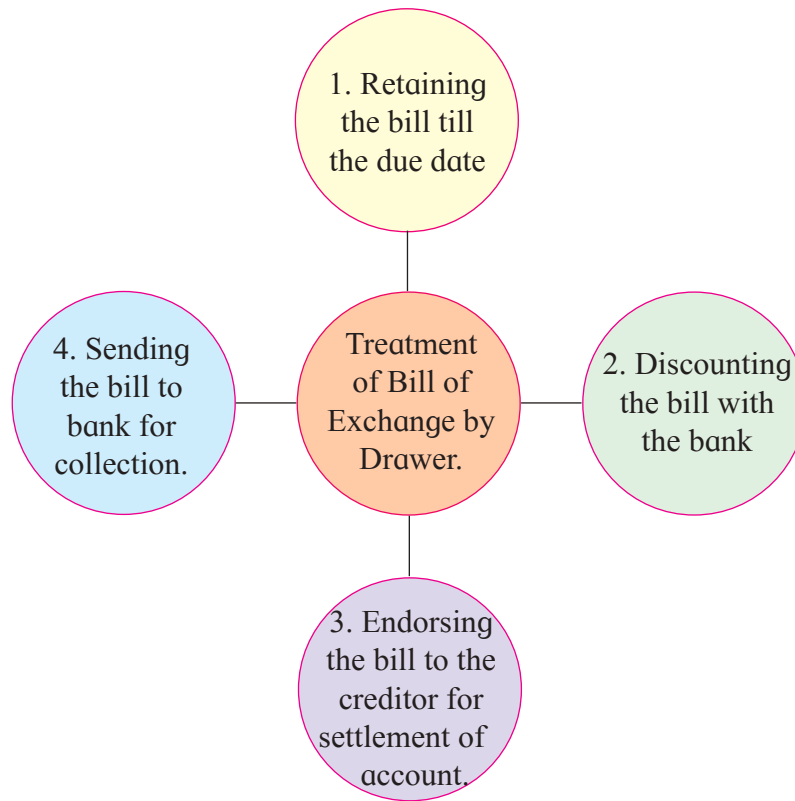 1. Retaining
the bill till
the due date
4. Sending
the bill to
bank for
collection.
Treatment
of Bill of
Exchange by
Drawer.
2. Discounting
the bill with
the bank
3. Endorsing
the bill to the
creditor for
settlement of
account.